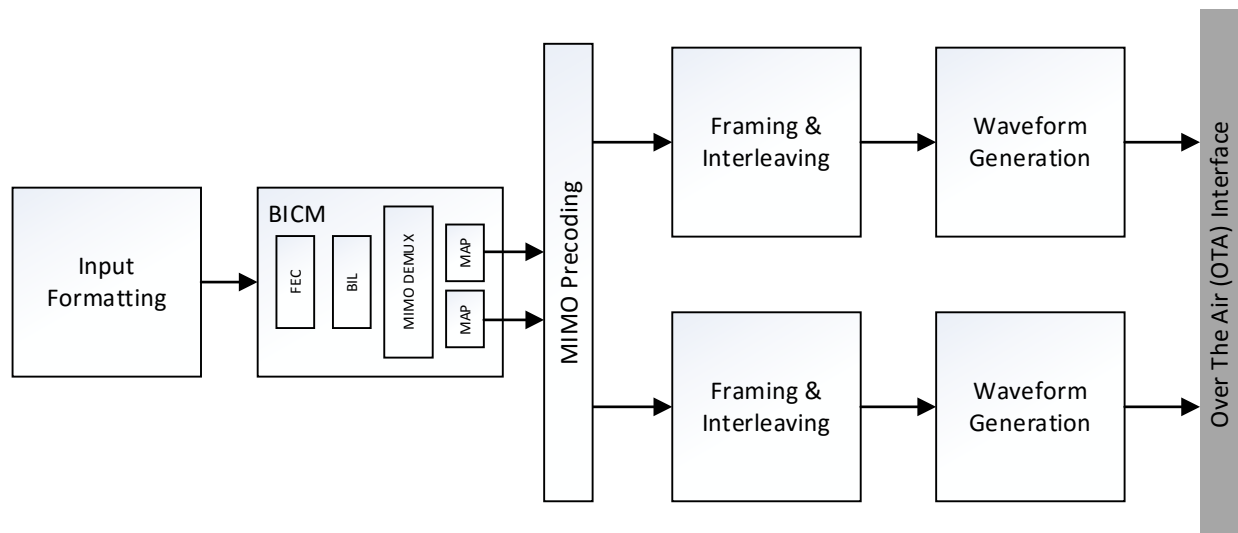 Input
Formatting
BICM
FEC
BIL
MIMO DEMUX
MAP
MAP
MIMO Precoding
Framing &
Interleaving
Waveform
Generation
Framing &
Interleaving
Waveform
Generation
Over The Air (OTA) Interface